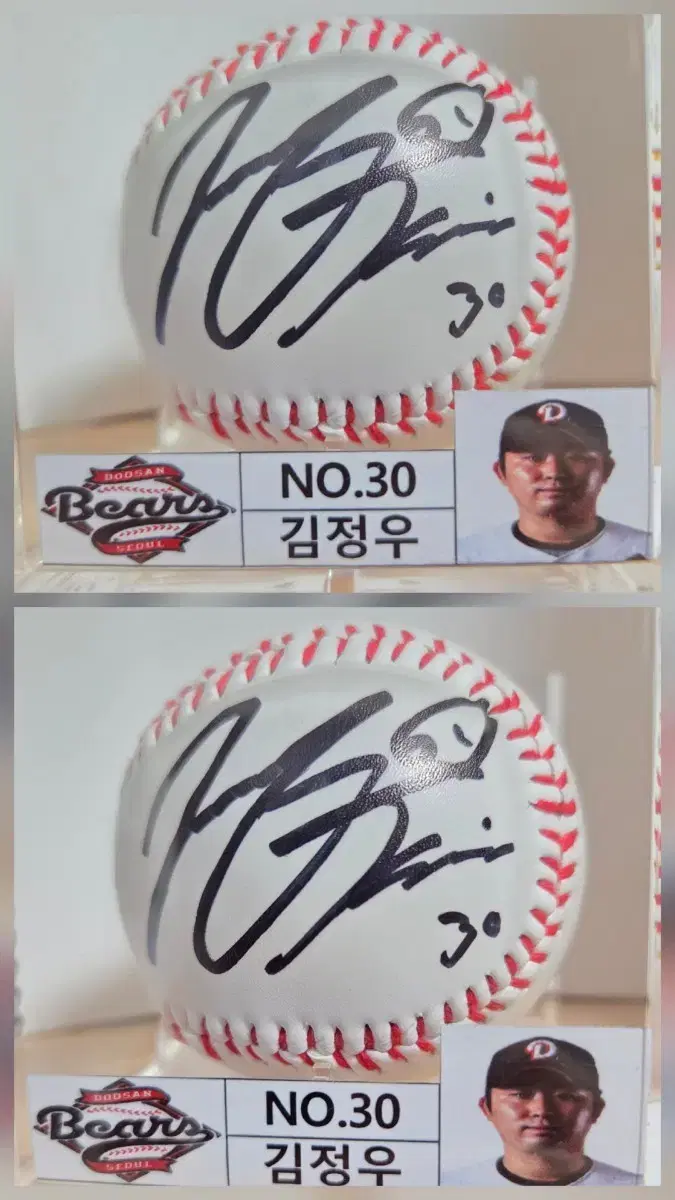 30
DOOSAN
Bears
SEOUL
NO.30
김정우
D
30
DOOSAN
Bears
SEOUL
NO.30
김정우
D